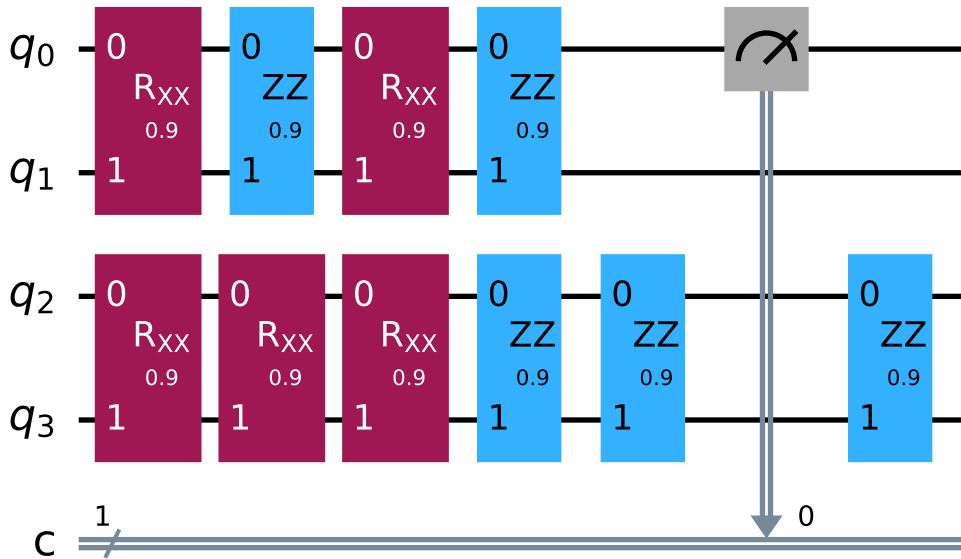 q0 0 0 0 0
RXX ZZ RXX ZZ
0.9 0.9 0.9 0.9
q1 1 1 1 1
q2 0 0 0 0 0 0
RXX RXX RXX ZZ ZZ ZZ
0.9 0.9 0.9 0.9 0.9 0.9
q3 1 1 1 1 1 1
1 0
c